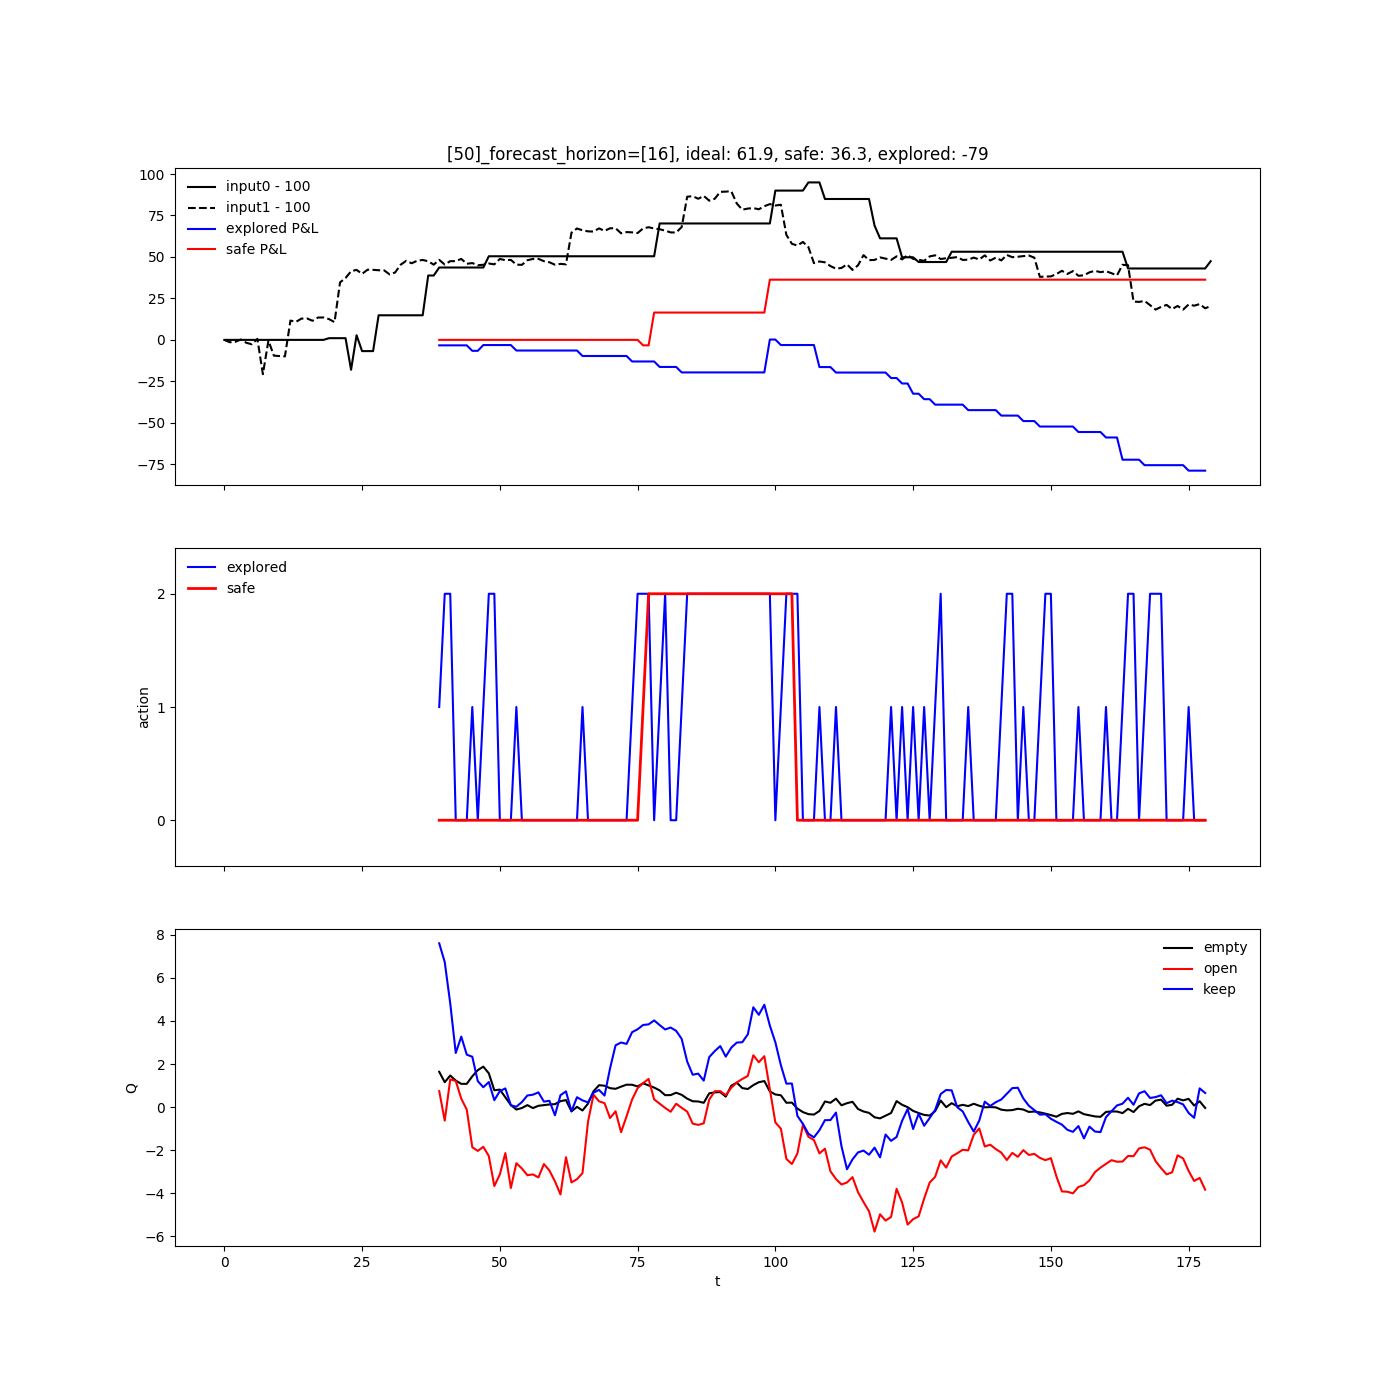 [50]_forecast_horizon=[16], ideal: 61.9, safe: 36.3, explored: -79
100
75
50
25
0
−25
−50
−75
input0 - 100
input1 - 100
explored P&L
safe P&L
2
1
0
action
explored
safe
8
6
4
2
0
−2
−4
−6
Q
empty
open
keep
0 25 50 75 100 125 150 175
t